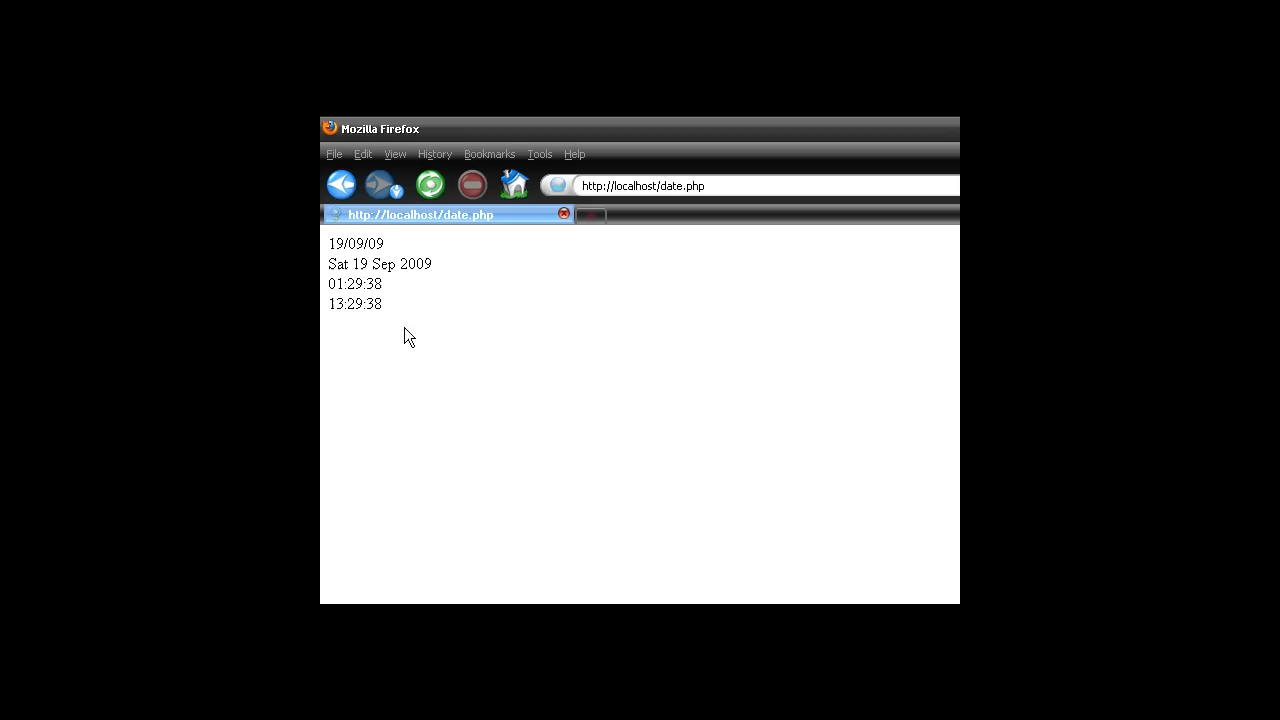 Mozilla Firefox
File Edit View History Bookmarks Tools Help
http://localhost/date.php
http://localhost/date.php
19/09/09
Sat 19 Sep 2009
01:29:38
13:29:38